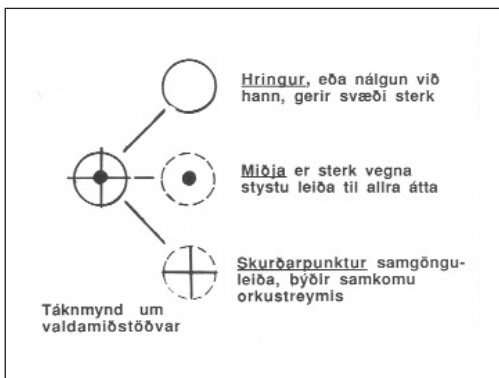 Hringur, eða nálgun við
hann, gerir svæði sterk
Miðja er sterk vegna
stystu leiða til allra átta
Skurðarpunktur samgöngu-
leiða, þýðir samkomu
orkustreymis
Táknmynd um
valdamiðstöðvar